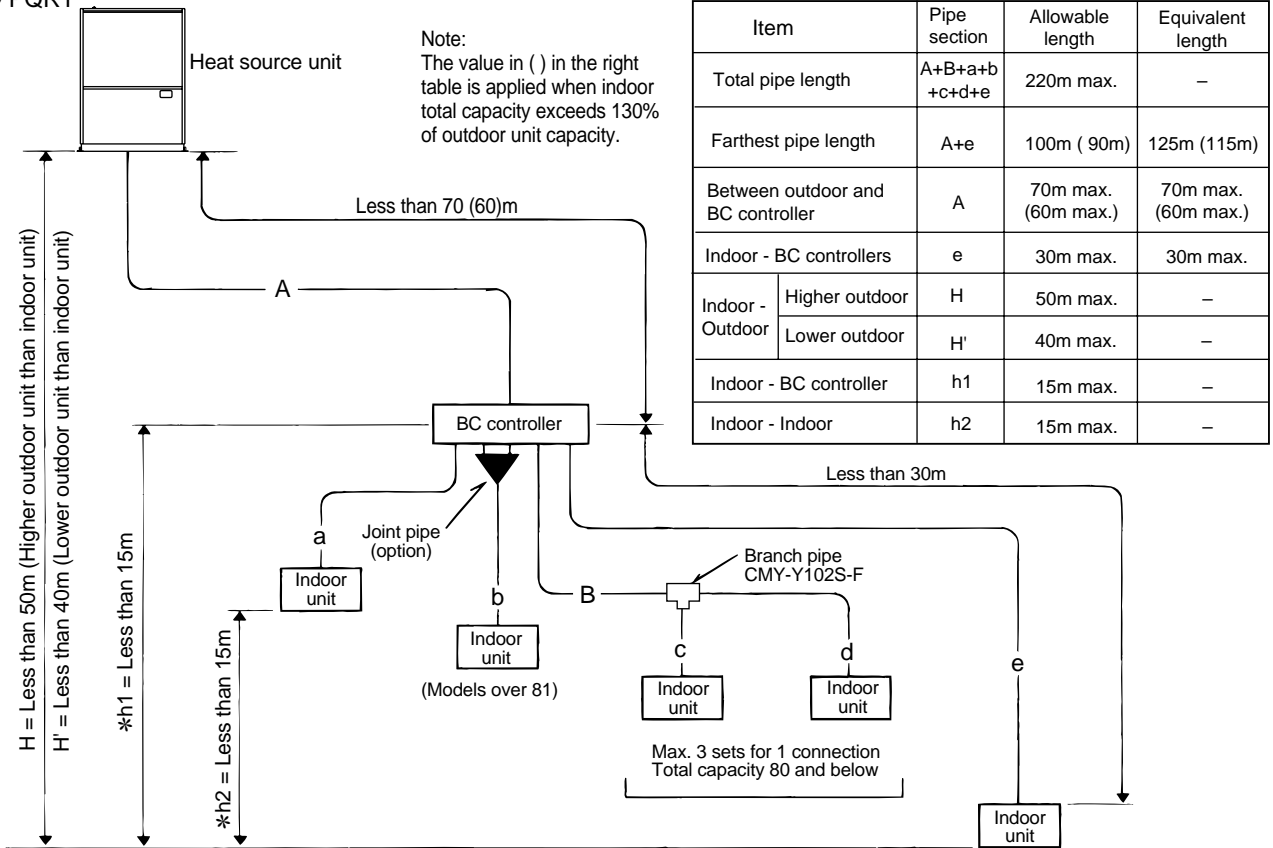 Heat source unit
Note:
The value in ( ) in the right
table is applied when indoor
total capacity exceeds 130%
of outdoor unit capacity.
Item
Pipe
section
Allowable
length
Equivalent
length
Total pipe length
A+B+a+b
+c+d+e
220m max.
–
Farthest pipe length
A+e
100m ( 90m)
125m (115m)
Between outdoor and
BC controller
A
70m max.
(60m max.)
70m max.
(60m max.)
Indoor - BC controllers
e
30m max.
30m max.
Indoor -
Outdoor
Higher outdoor
H
50m max.
–
Lower outdoor
H'
40m max.
–
Indoor - BC controller
h1
15m max.
–
Indoor - Indoor
h2
15m max.
–
Less than 70 (60)m
A
BC controller
Less than 30m
H = Less than 50m (Higher outdoor unit than indoor unit)
H' = Less than 40m (Lower outdoor unit than indoor unit)
*h1 = Less than 15m
*h2 = Less than 15m
a
Indoor
unit
Joint pipe
(option)
b
Indoor
unit
(Models over 81)
B
Branch pipe
CMY-Y102S-F
c
Indoor
unit
d
Indoor
unit
Max. 3 sets for 1 connection
Total capacity 80 and below
e
Indoor
unit